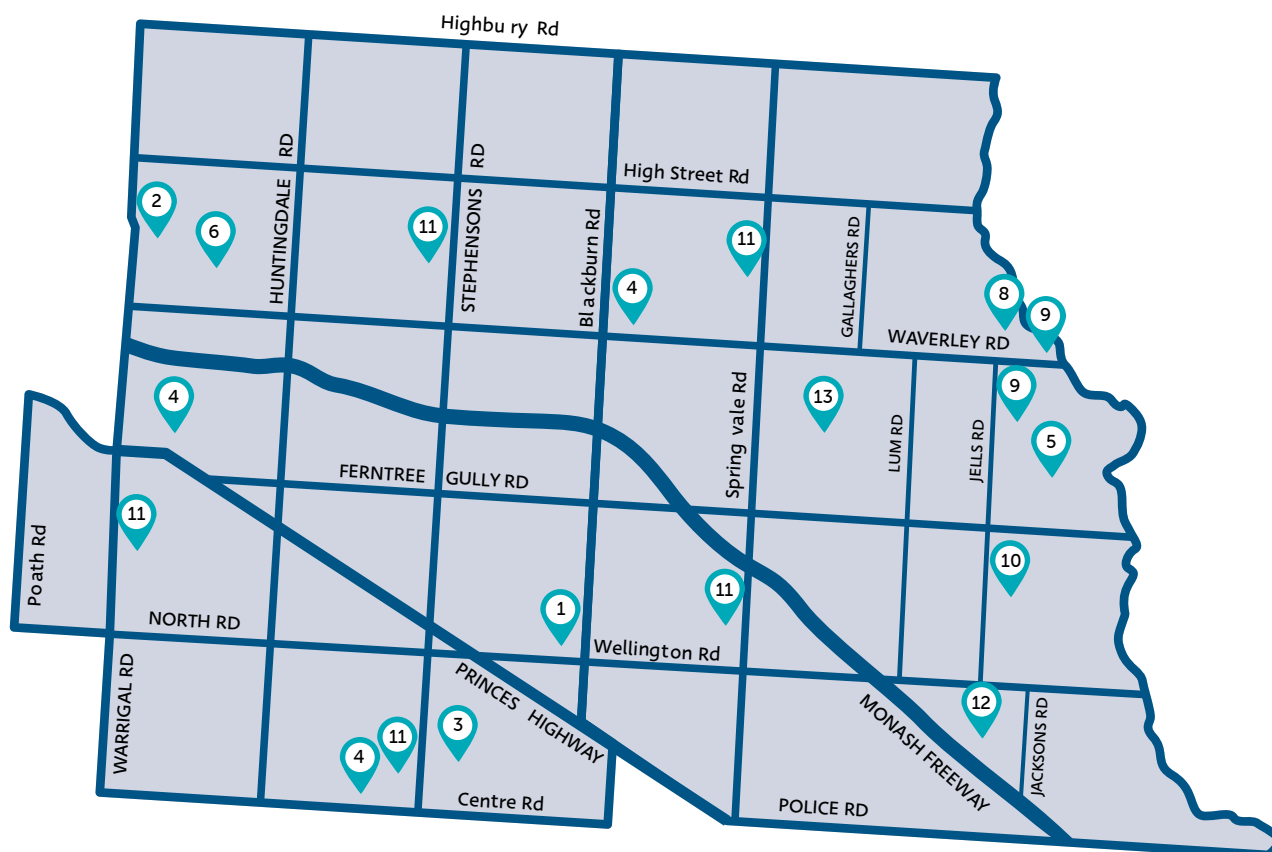 Highbu ry Rd
HUNTINGDALE RD
STEPHENSONS RD
High Street Rd
2
6
11
11
Blackburn Rd
4
GALLAGHERS RD
8
9
WAVERLEY RD
4
Spring vale Rd
13
LUM RD
JELLS RD
9
5
FERNTREE GULLY RD
11
Poath Rd
10
11
1
NORTH RD
Wellington Rd
WARRIGAL RD
PRINCES HIGHWAY
12
MONASH FREEWAY
JACKSONS RD
3
11
4
Centre Rd
POLICE RD